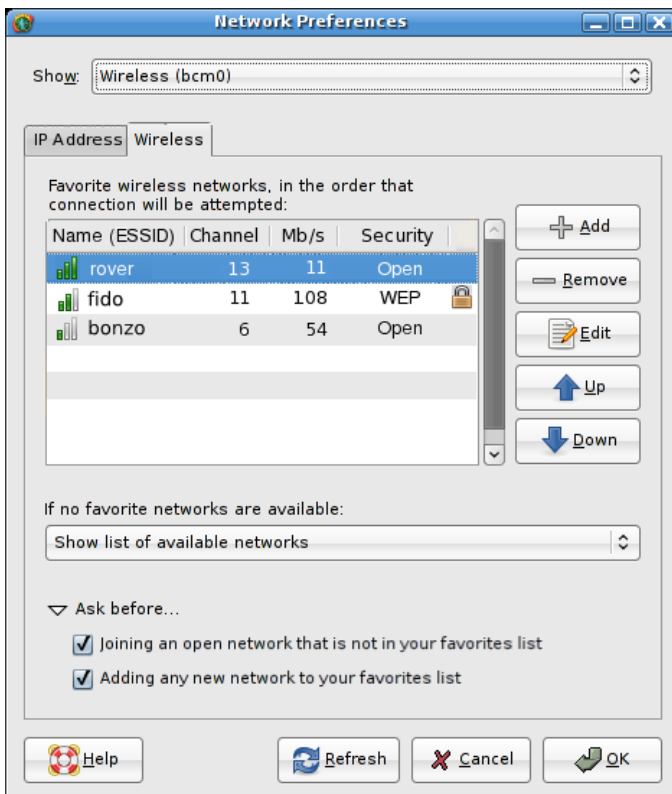 Network Preferences
Show: Wireless (bcm0)
IP Address Wireless
Favorite wireless networks, in the order that
connection will be attempted:
Name (ESSID) Channel Mb/s Security
rover 13 11 Open
fido 11 108 WEP
bonzo 6 54 Open
Add
Remove
Edit
Up
Down
If no favorite networks are available:
Show list of available networks
Ask before...
Joining an open network that is not in your favorites list
Adding any new network to your favorites list
Help Refresh Cancel OK